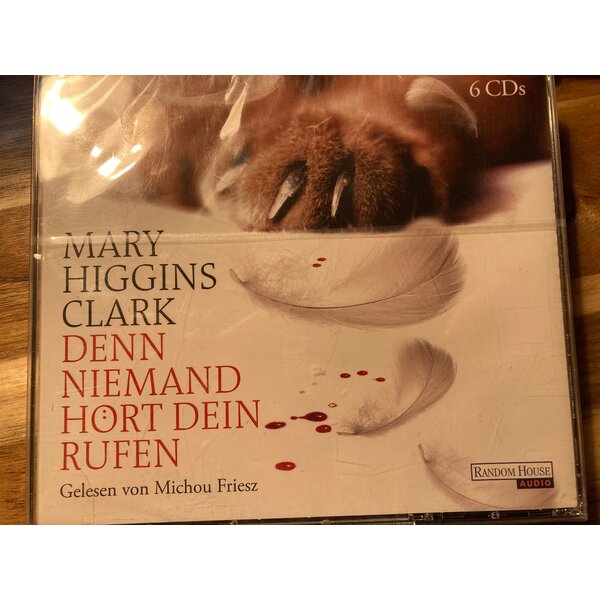 6 CDs
MARY
HIGGINS
CLARK
DENN
NIEMAND
HÖRT DEIN
RUFEN
Gelesen von Michou Friesz
RANDOM HOUSE
AUDIO